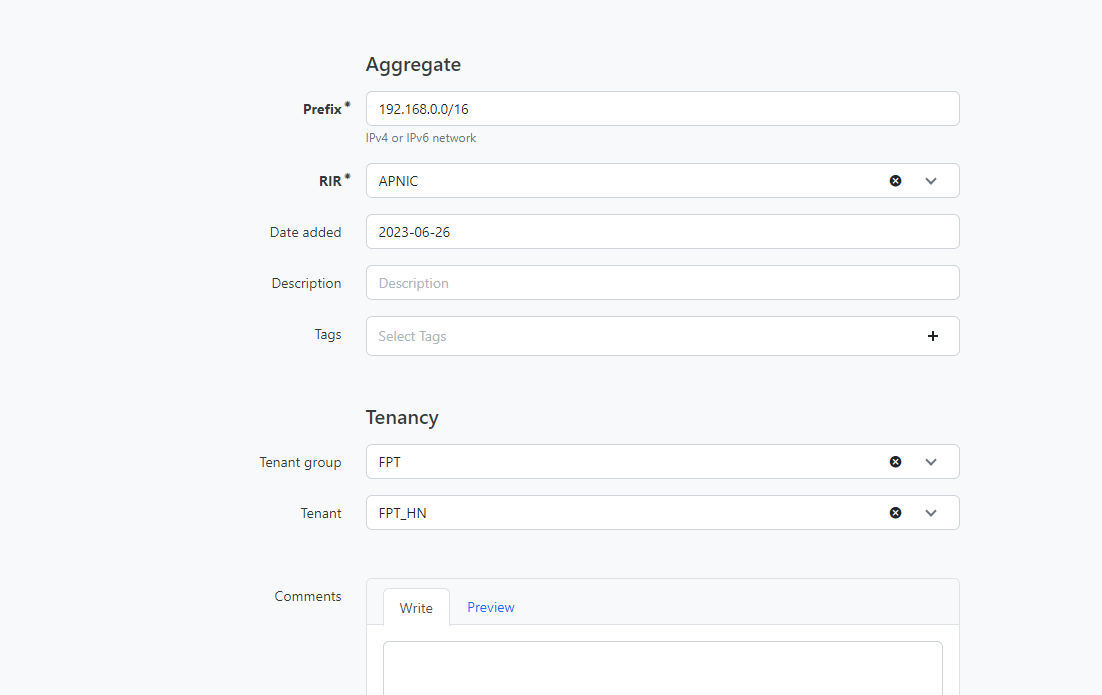 Aggregate
Prefix* 192.168.0.0/16
IPv4 or IPv6 network
RIR* APNIC
Date added 2023-06-26
Description Description
Tags Select Tags +
Tenancy
Tenant group FPT
Tenant FPT_HN
Comments Write Preview